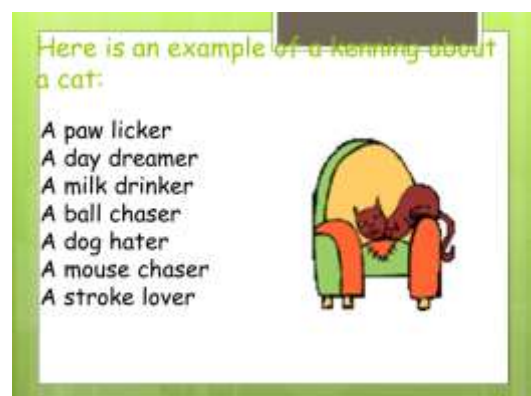 Here is an example of a kenning about
a cat:
A paw licker
A day dreamer
A milk drinker
A ball chaser
A dog hater
A mouse chaser
A stroke lover